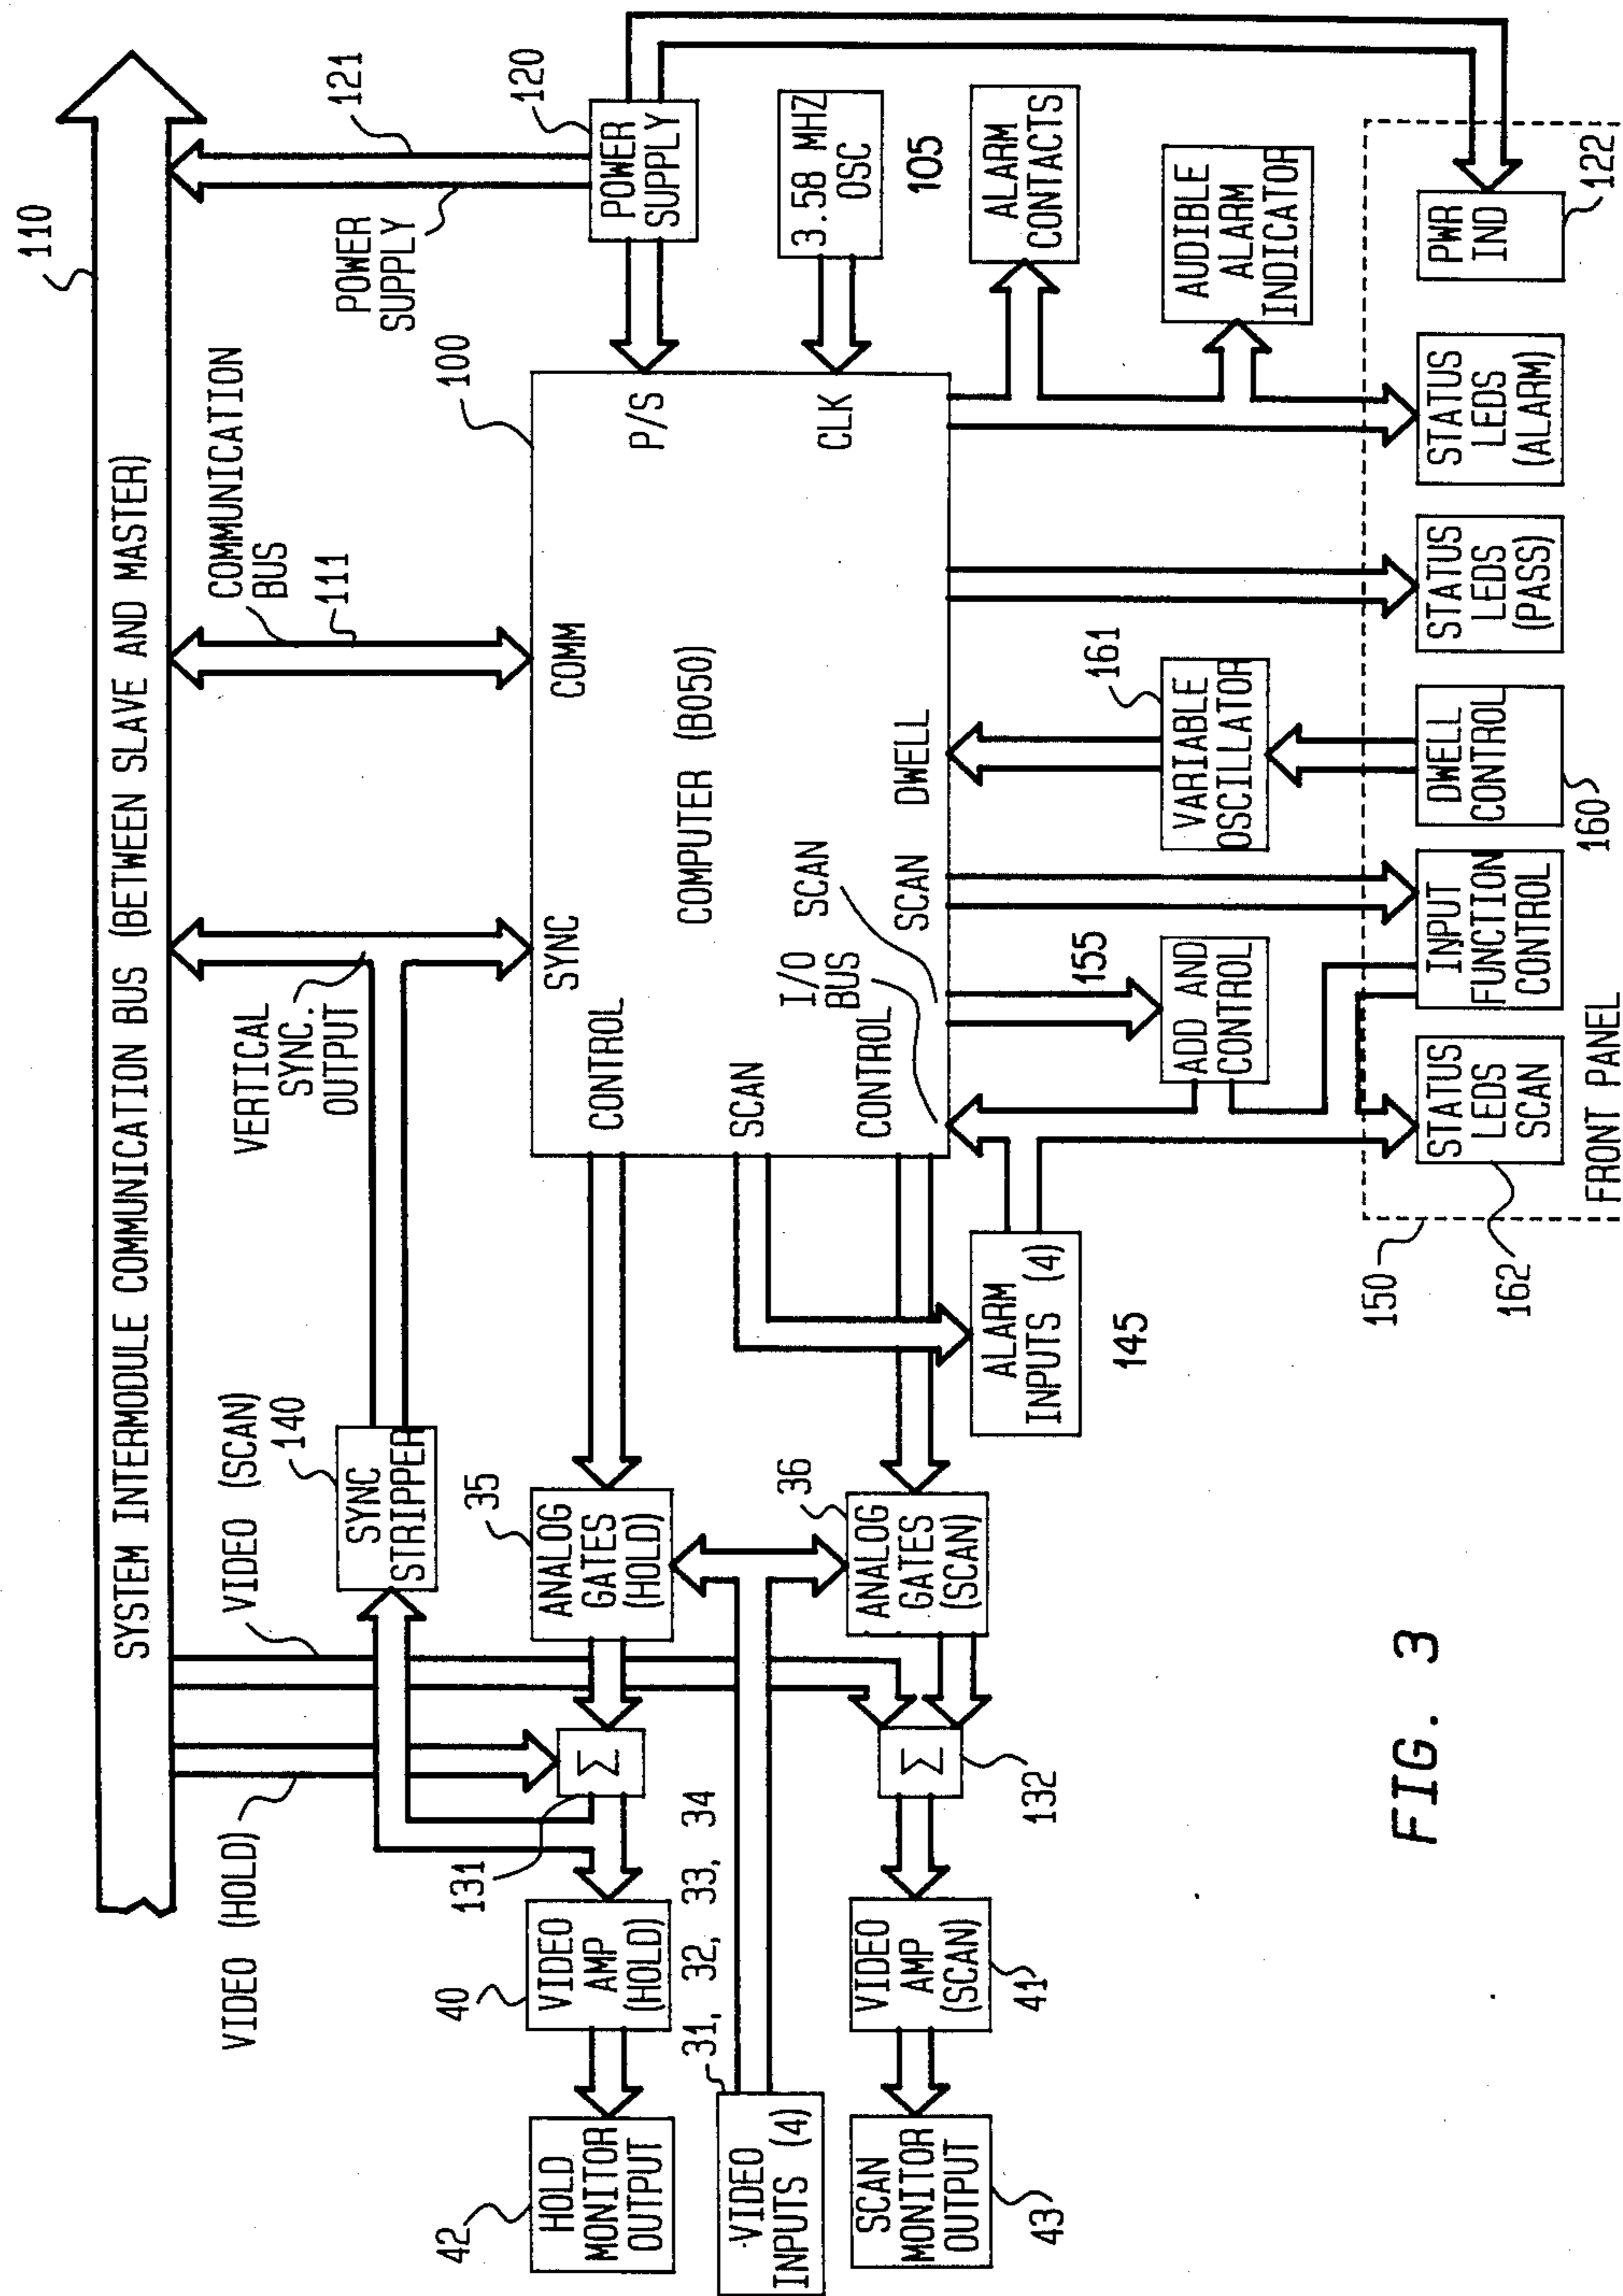 110
SYSTEM INTERMODULE COMMUNICATION BUS (BETWEEN SLAVE AND MASTER)
VIDEO (HOLD)
VIDEO (SCAN)
140
SYNC
STRIPPER
VERTICAL
SYNC.
OUTPUT
COMMUNICATION
BUS
111
POWER
SUPPLY
121
120
POWER
SUPPLY
100
SYNC
COMM
P/S
CONTROL
COMPUTER (8050)
SCAN
CLK
CONTROL
I/O
BUS
SCAN
SCAN
DWELL
3.58 MHZ
OSC
105
42
HOLD
MONITOR
OUTPUT
40
VIDEO
AMP
(HOLD)
131
Σ
35
ANALOG
GATES
(HOLD)
31, 32, 33, 34
VIDEO
INPUTS (4)
36
ANALOG
GATES
(SCAN)
Σ
132
VIDEO
AMP
(SCAN)
41
SCAN
MONITOR
OUTPUT
43
ALARM
INPUTS (4)
145
155
ADD AND
CONTROL
161
VARIABLE
OSCILLATOR
ALARM
CONTACTS
AUDIBLE
ALARM
INDICATOR
150
STATUS
LEDS
SCAN
162
INPUT
FUNCTION
CONTROL
DWELL
CONTROL
160
STATUS
LEDS
(PASS)
STATUS
LEDS
(ALARM)
PWR
IND
122
FRONT PANEL
FIG. 3